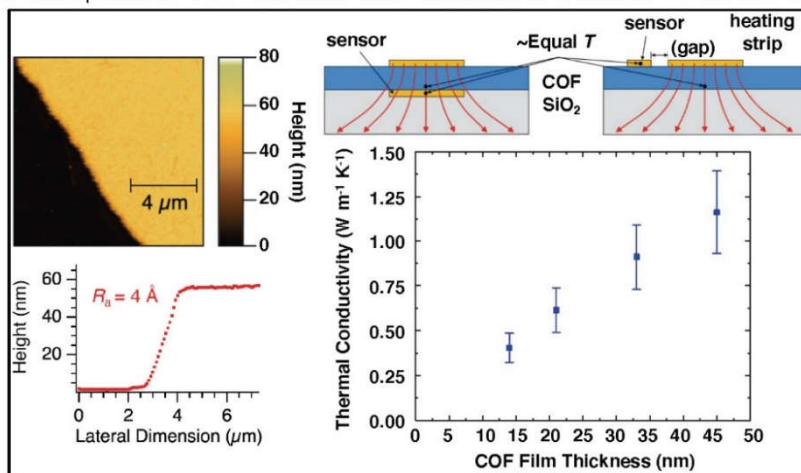 80
60
40
20
0
Height (nm)
4 μm
sensor
~Equal T
sensor
(gap)
heating
strip
COF
SiO₂
60
40
20
Height (nm)
Rₐ = 4 Å
0 2 4 6
Lateral Dimension (μm)
1.50
1.25
1.00
0.75
0.50
0.25
0.00
Thermal Conductivity (W m⁻¹ K⁻¹)
0 5 10 15 20 25 30 35 40 45 50
COF Film Thickness (nm)